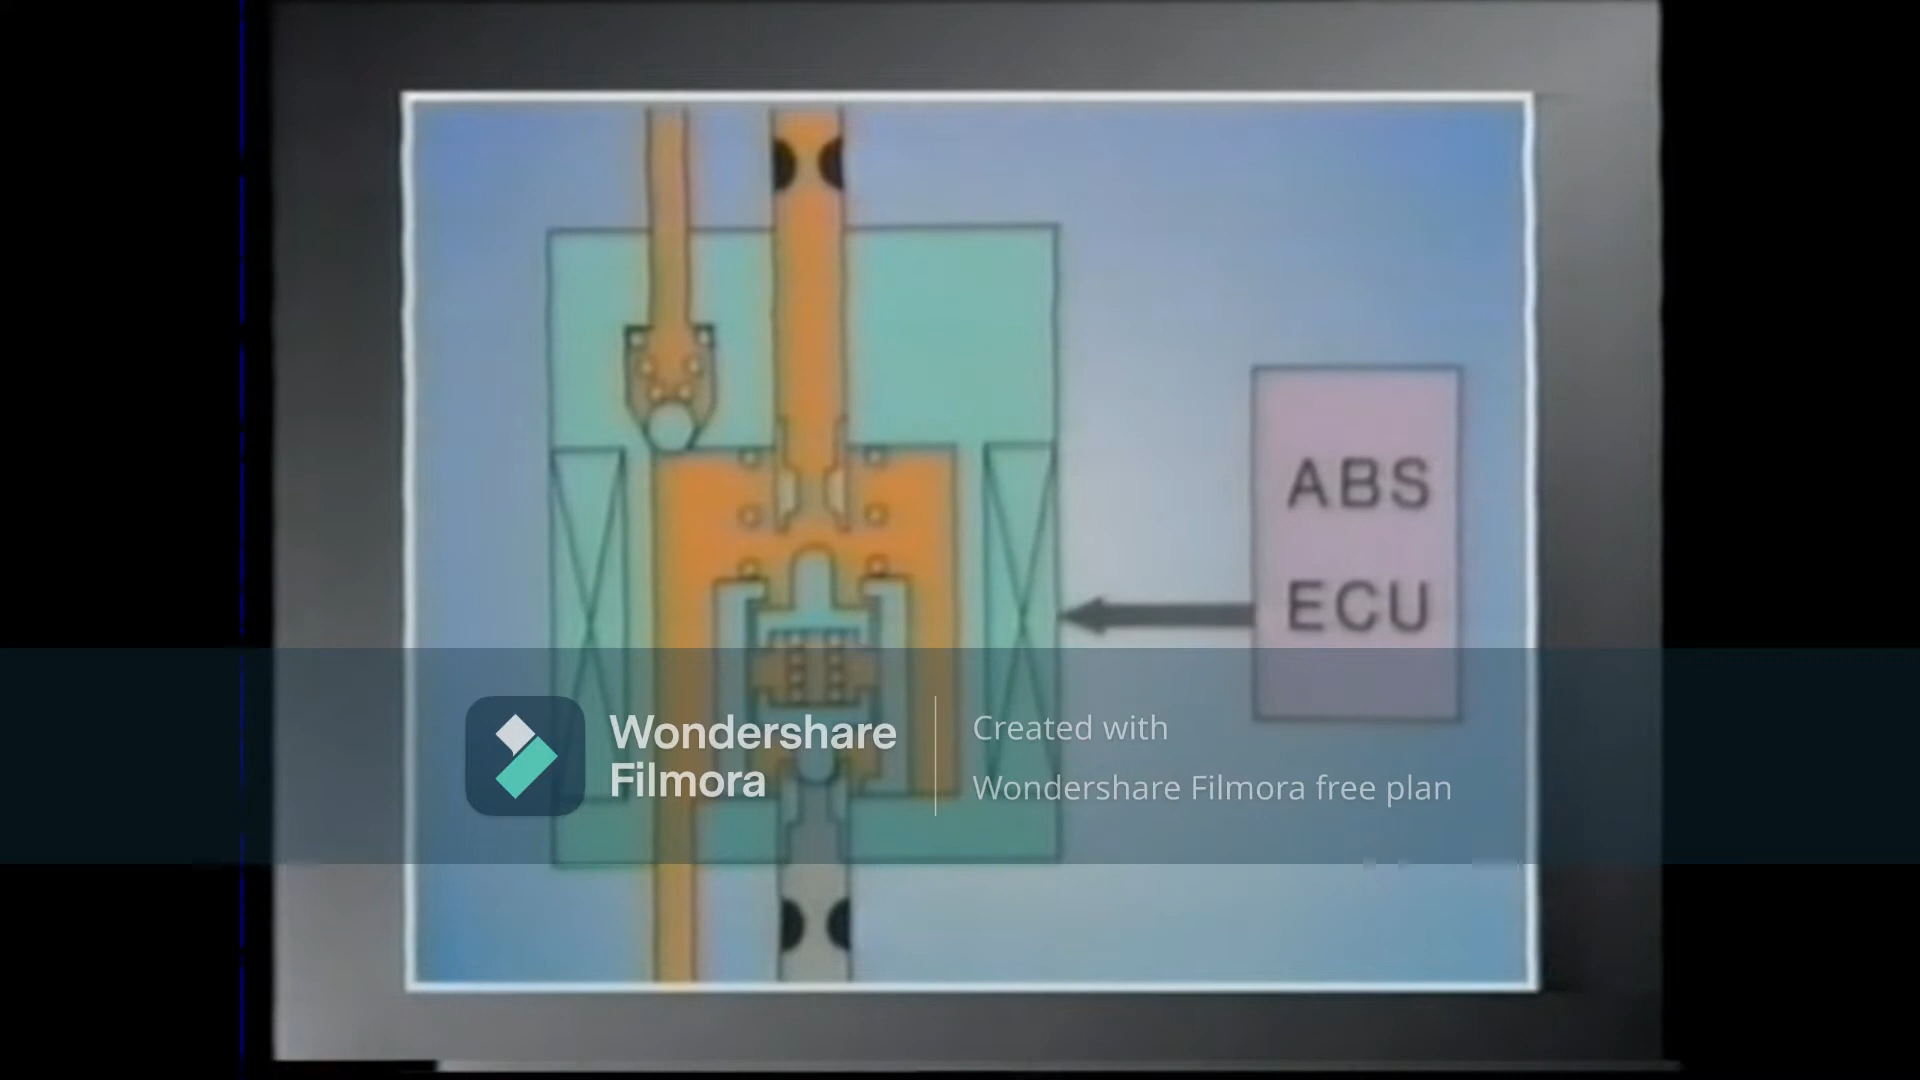 ABS
ECU
Wondershare
Filmora
Created with
Wondershare Filmora free plan